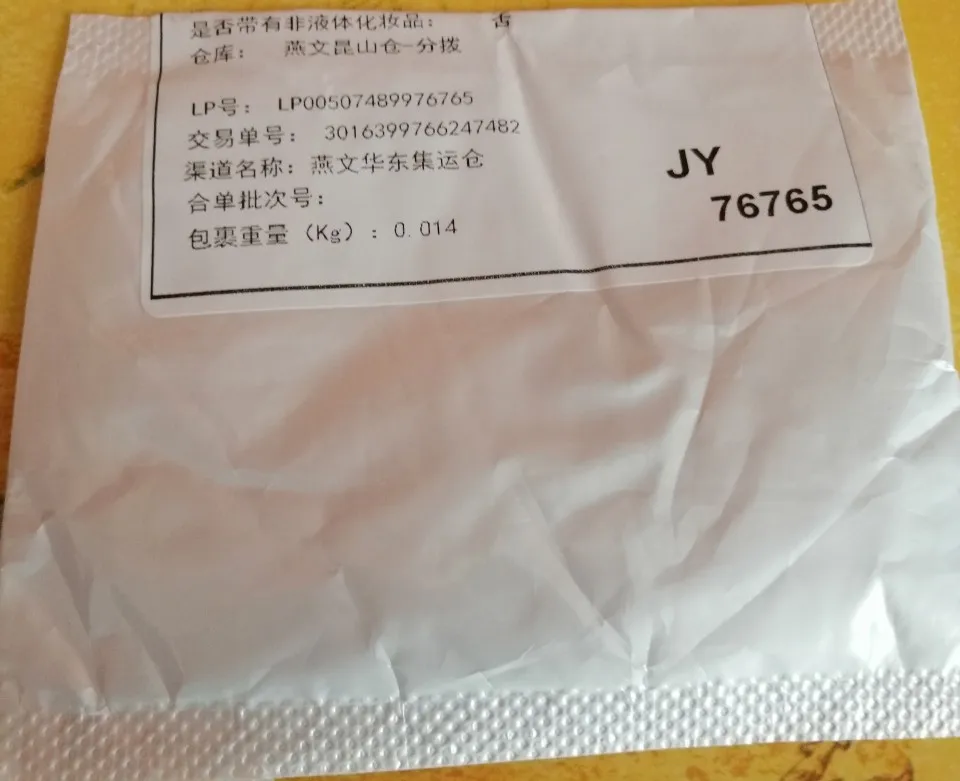 是否带有非液体化妆品： 否
仓库： 燕文昆山仓-分拨
LP号： LP00507489976765
交易单号： 3016399766247482
渠道名称：燕文华东集运仓
合单批次号：
包裹重量（Kg）：0.014
JY
76765